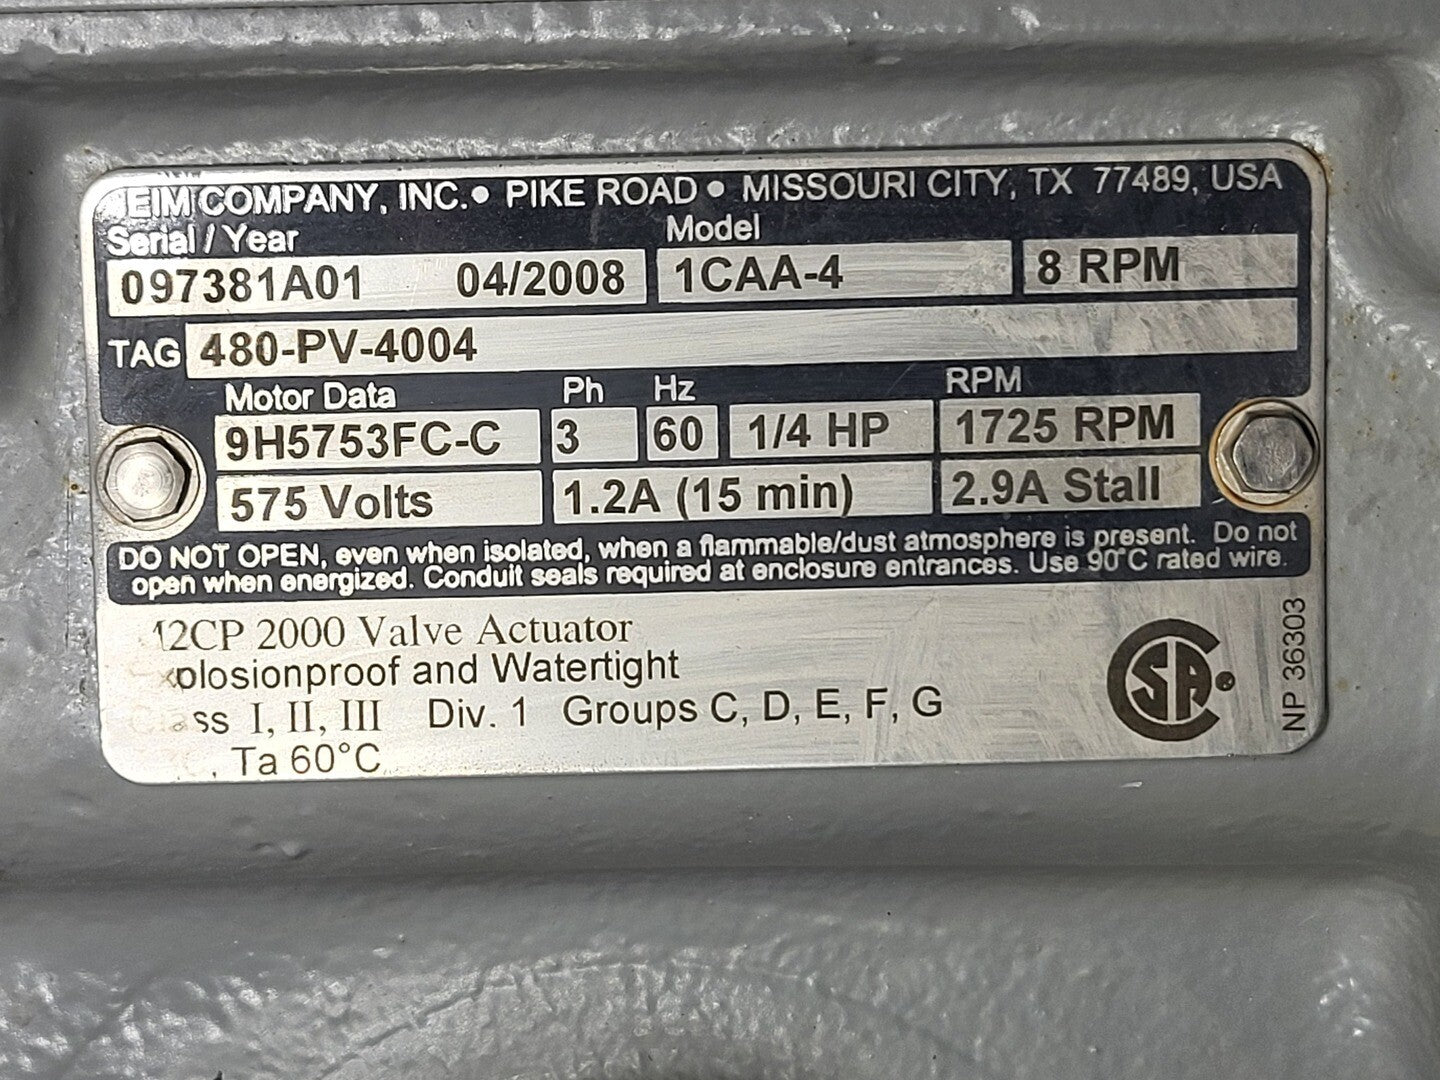 EIM COMPANY, INC. • PIKE ROAD • MISSOURI CITY, TX 77489, USA
Serial / Year Model
097381A01 04/2008 1CAA-4 8 RPM
TAG 480-PV-4004
Motor Data Ph Hz RPM
9H5753FC-C 3 60 1/4 HP 1725 RPM
575 Volts 1.2A (15 min) 2.9A Stall
DO NOT OPEN, even when isolated, when a flammable/dust atmosphere is present. Do not
open when energized. Conduit seals required at enclosure entrances. Use 90°C rated wire.
12CP 2000 Valve Actuator
xplosionproof and Watertight
Class I, II, III Div. 1 Groups C, D, E, F, G
C, Ta 60°C
CSA
NP 36303